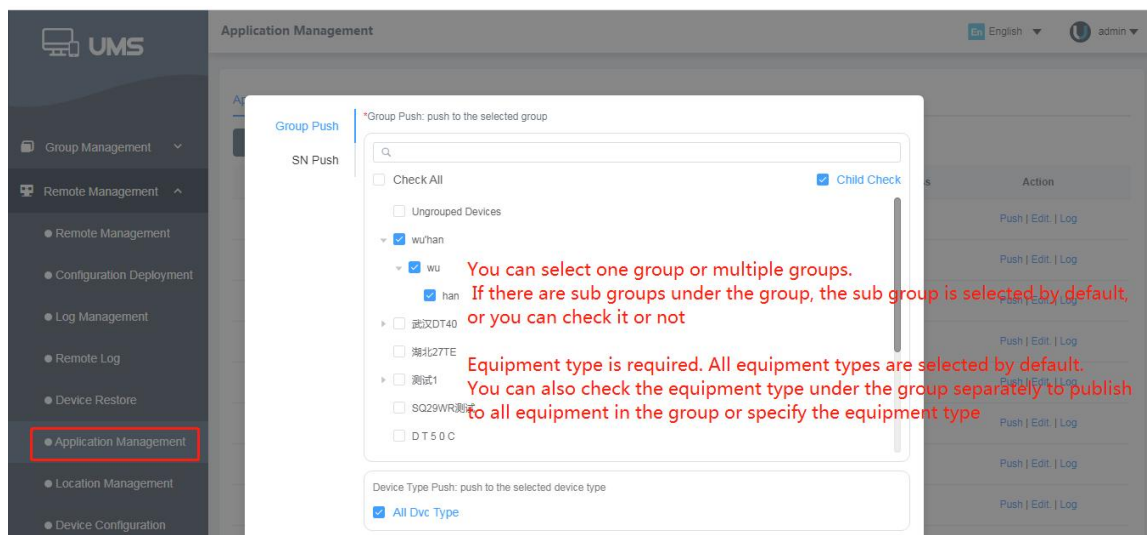 UMS
Application Management
En English
admin
Group Push
*Group Push: push to the selected group
SN Push
Check All
Child Check
Group Management
Remote Management
Action
Ungrouped Devices
Push | Edit. | Log
wu'han
Remote Management
wu
You can select one group or multiple groups.
Push | Edit. | Log
Configuration Deployment
han
If there are sub groups under the group, the sub group is selected by default,
or you can check it or not
Log Management
武汉DT40
湖北27TE
Push | Edit. | Log
Remote Log
Equipment type is required. All equipment types are selected by default.
测试1
You can also check the equipment type under the group separately to publish
Device Restore
SQ29WR测试
to all equipment in the group or specify the equipment type
Push | Edit. | Log
DT50C
Application Management
Push | Edit. | Log
Location Management
Device Type Push: push to the selected device type
Push | Edit. | Log
All Dvc Type
Device Configuration